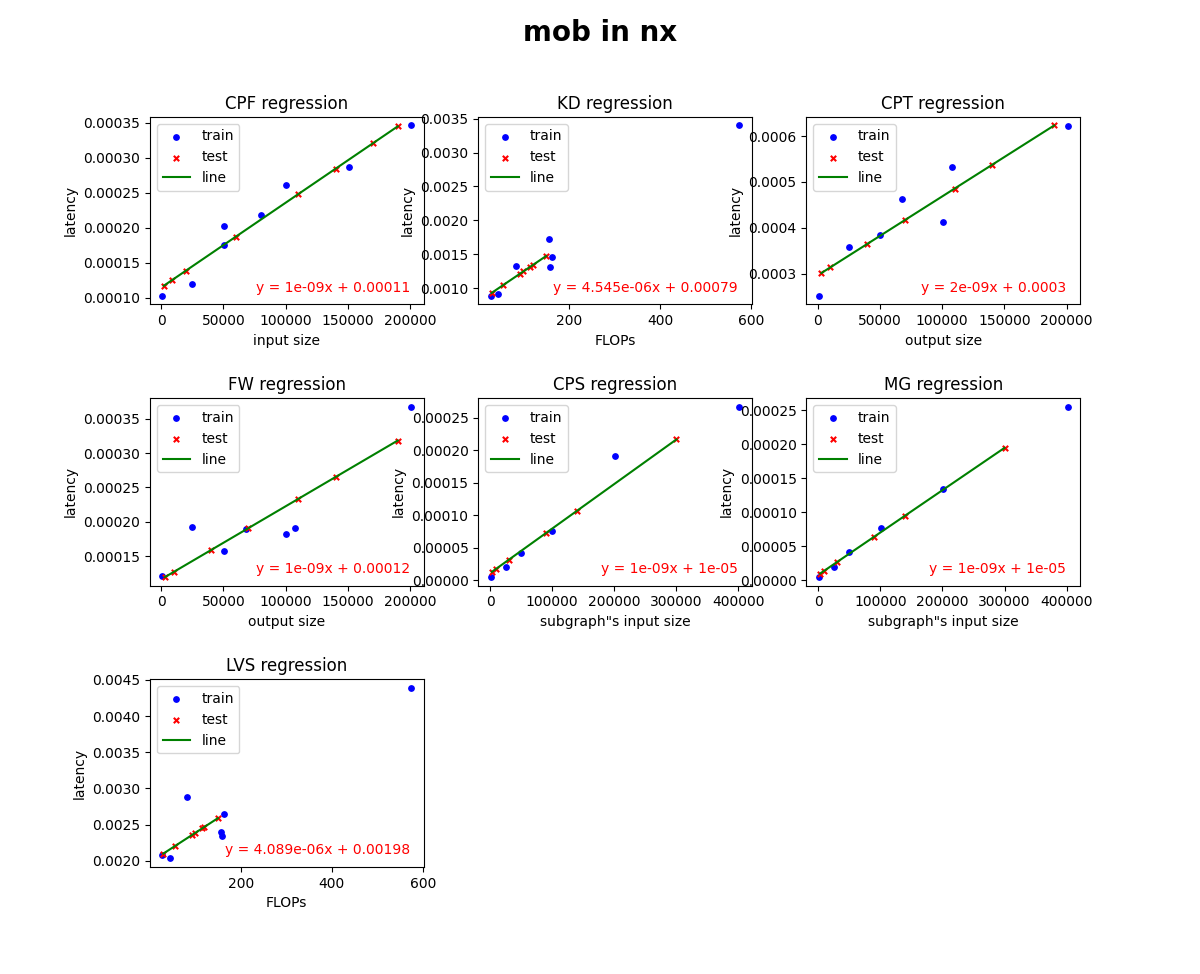 mob in nx
CPF regression
0.00035
0.00030
0.00025
0.00020
0.00015
0.00010
latency
train
test
line
y = 1e-09x + 0.00011
0
50000
100000
150000
200000
input size
KD regression
0.0035
0.0030
0.0025
0.0020
0.0015
0.0010
latency
train
test
line
y = 4.545e-06x + 0.00079
200
400
600
FLOPs
CPT regression
0.0006
0.0005
0.0004
0.0003
latency
train
test
line
y = 2e-09x + 0.0003
0
50000
100000
150000
200000
output size
FW regression
0.00035
0.00030
0.00025
0.00020
0.00015
latency
train
test
line
y = 1e-09x + 0.00012
0
50000
100000
150000
200000
output size
CPS regression
0.00025
0.00020
0.00015
0.00010
0.00005
0.00000
latency
train
test
line
y = 1e-09x + 1e-05
0
100000
200000
300000
400000
subgraph"s input size
MG regression
0.00025
0.00020
0.00015
0.00010
0.00005
0.00000
latency
train
test
line
y = 1e-09x + 1e-05
0
100000
200000
300000
400000
subgraph"s input size
LVS regression
0.0045
0.0040
0.0035
0.0030
0.0025
0.0020
latency
train
test
line
y = 4.089e-06x + 0.00198
200
400
600
FLOPs